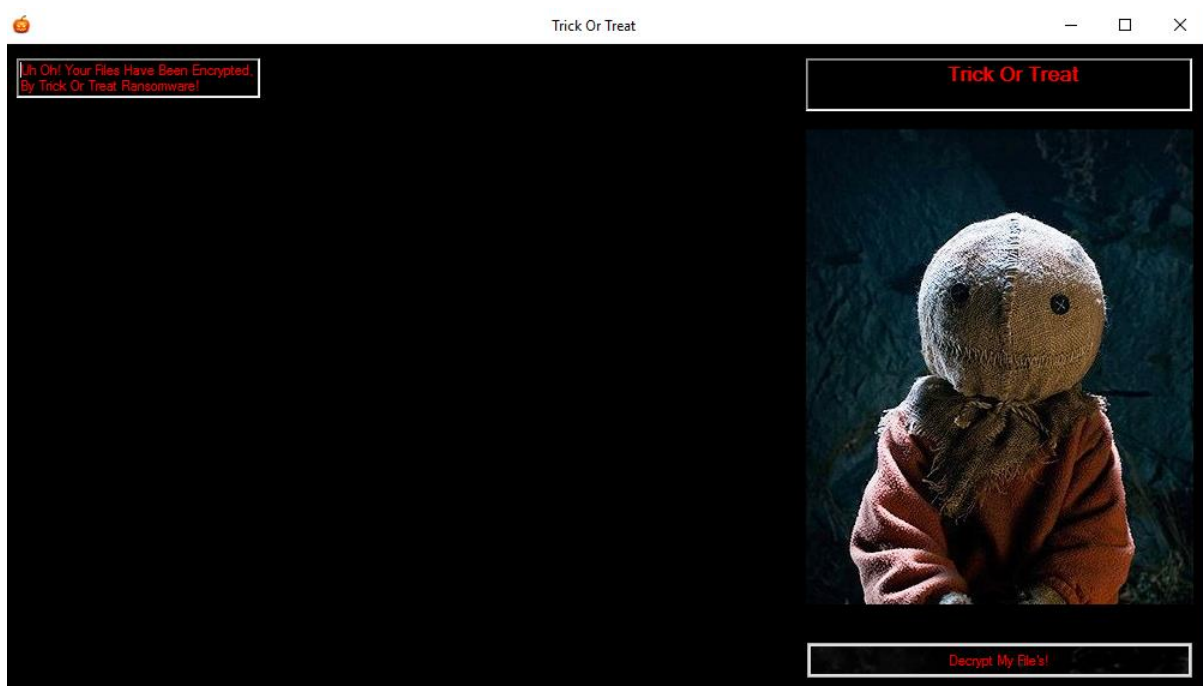 Trick Or Treat
Uh Oh! Your Files Have Been Encrypted,
By Trick Or Treat Ransomware!
Trick Or Treat
Decrypt My File's!